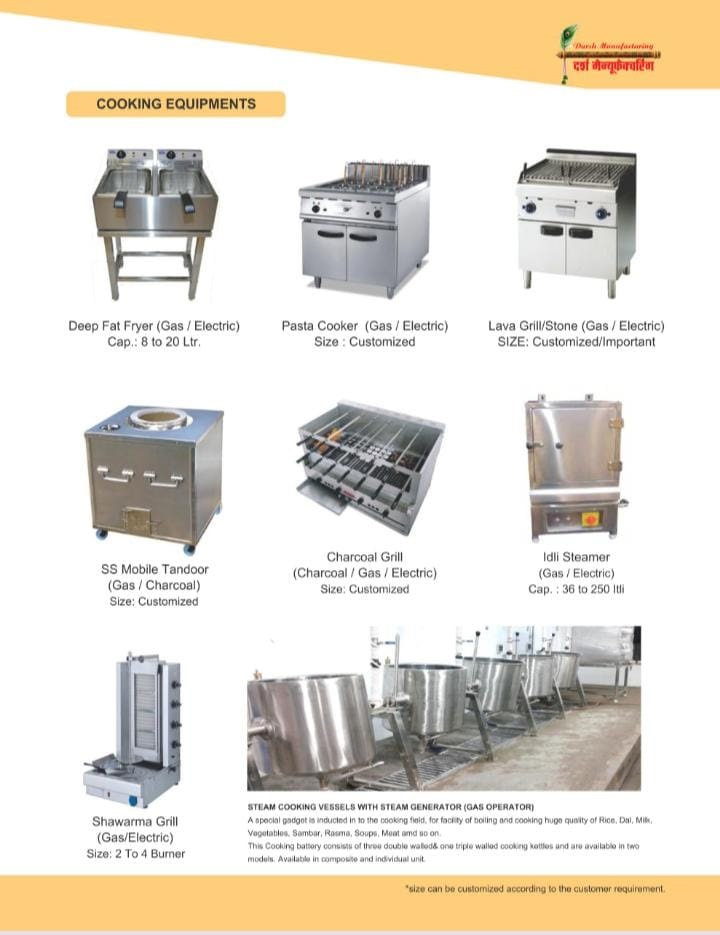 Darsh Manufacturing
दर्श मेन्यूफेक्चरिंग
COOKING EQUIPMENTS
Deep Fat Fryer (Gas / Electric)
Cap.: 8 to 20 Ltr.
Pasta Cooker (Gas / Electric)
Size : Customized
Lava Grill/Stone (Gas / Electric)
SIZE: Customized/Important
SS Mobile Tandoor
(Gas / Charcoal)
Size: Customized
Charcoal Grill
(Charcoal / Gas / Electric)
Size: Customized
Idli Steamer
(Gas / Electric)
Cap. : 36 to 250 Itli
Shawarma Grill
(Gas/Electric)
Size: 2 To 4 Burner
STEAM COOKING VESSELS WITH STEAM GENERATOR (GAS OPERATOR)
A special gadget is inducted in to the cooking field, for facility of boiling and cooking huge quality of Rice, Dal, Milk,
Vegetables, Sambar, Rasma, Soups, Meat amd so on.
This Cooking battery consists of three double walled& one triple walled cooking kettles and are available in two
models. Available in composite and individual unit.
*size can be customized according to the customer requirement.